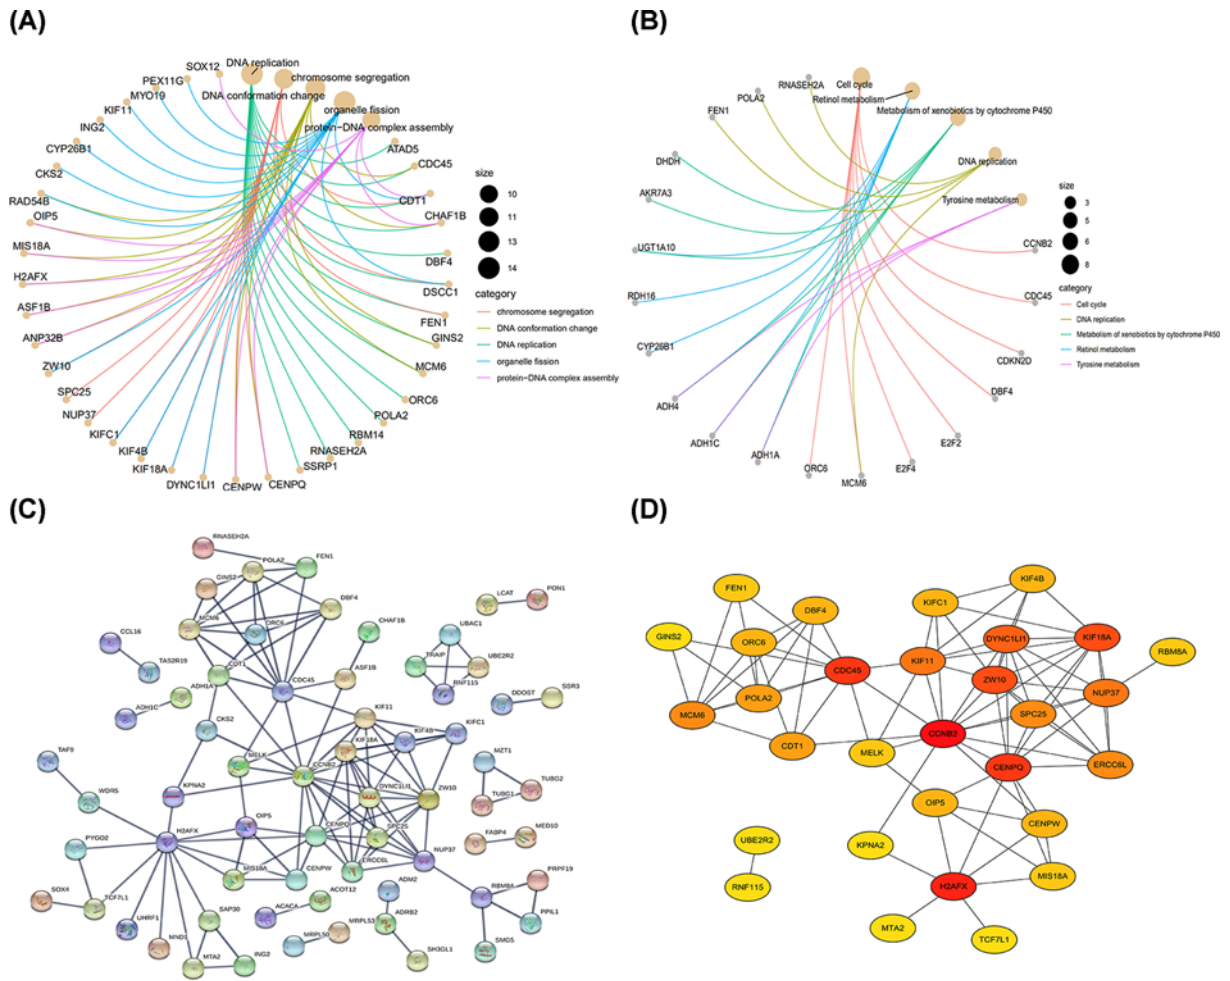 (A)
SOX12
DNA replication
PEX11G
chromosome segregation
MYO19
DNA conformation change
KIF11
organelle fission
ING2
protein−DNA complex assembly
CYP26B1
ATAD5
CKS2
CDC45
RAD54B
CDT1
OIP5
CHAF1B
MIS18A
DBF4
H2AFX
DSCC1
ASF1B
FEN1
ANP32B
GINS2
ZW10
MCM6
SPC25
ORC6
NUP37
POLA2
KIFC1
RBM14
KIF4B
RNASEH2A
KIF18A
SSRP1
DYNC1LI1
CENPW
CENPQ
size
10
11
13
14
category
chromosome segregation
DNA conformation change
DNA replication
organelle fission
protein−DNA complex assembly
(B)
RNASEH2A
Cell cycle
POLA2
Retinol metabolism
FEN1
Metabolism of xenobiotics by cytochrome P450
DHDH
DNA replication
AKR7A3
Tyrosine metabolism
UGT1A10
CCNB2
RDH16
CDC45
CYP26B1
CDKN2D
ADH4
DBF4
ADH1C
E2F2
ADH1A
E2F4
ORC6
MCM6
size
3
5
6
8
category
Cell cycle
DNA replication
Metabolism of xenobiotics by cytochrome P450
Retinol metabolism
Tyrosine metabolism
(C)
RNASEH2A
POLA2
FEN1
GINS2
DBF4
LCAT
PON1
MCM6
ORC6
CHAF1B
UBAC1
CCL16
TRAIP
UBE2R2
TAS2R19
CDT1
ASF1B
RNF115
ADH1A
CDC45
DDOST
SSR3
ADH1C
CKS2
KIF11
KIF4B
KIFC1
TAF9
MELK
KIF18A
MZT1
CCNB2
TUBG2
WDR5
KPNA2
DYNC1LI1
ZW10
TUBG1
OIP5
PYGO2
H2AFX
CENPQ
SPC25
FABP4
MED10
MIS18A
CENPW
ERCC6L
NUP37
SOX4
TCF7L1
ACOT12
ADM2
RBM8A
PRPF19
UHRF1
SAP30
ACACA
ADRB2
PPIL1
MND1
MRPL50
MRPL53
MTA2
ING2
SH3GL1
SMG5
(D)
FEN1
KIF4B
DBF4
KIFC1
GINS2
ORC6
DYNC1LI1
KIF18A
RBM8A
CDC45
KIF11
ZW10
NUP37
POLA2
MCM6
SPC25
CDT1
CCNB2
MELK
CENPQ
ERCC6L
OIP5
CENPW
UBE2R2
KPNA2
MIS18A
RNF115
H2AFX
MTA2
TCF7L1